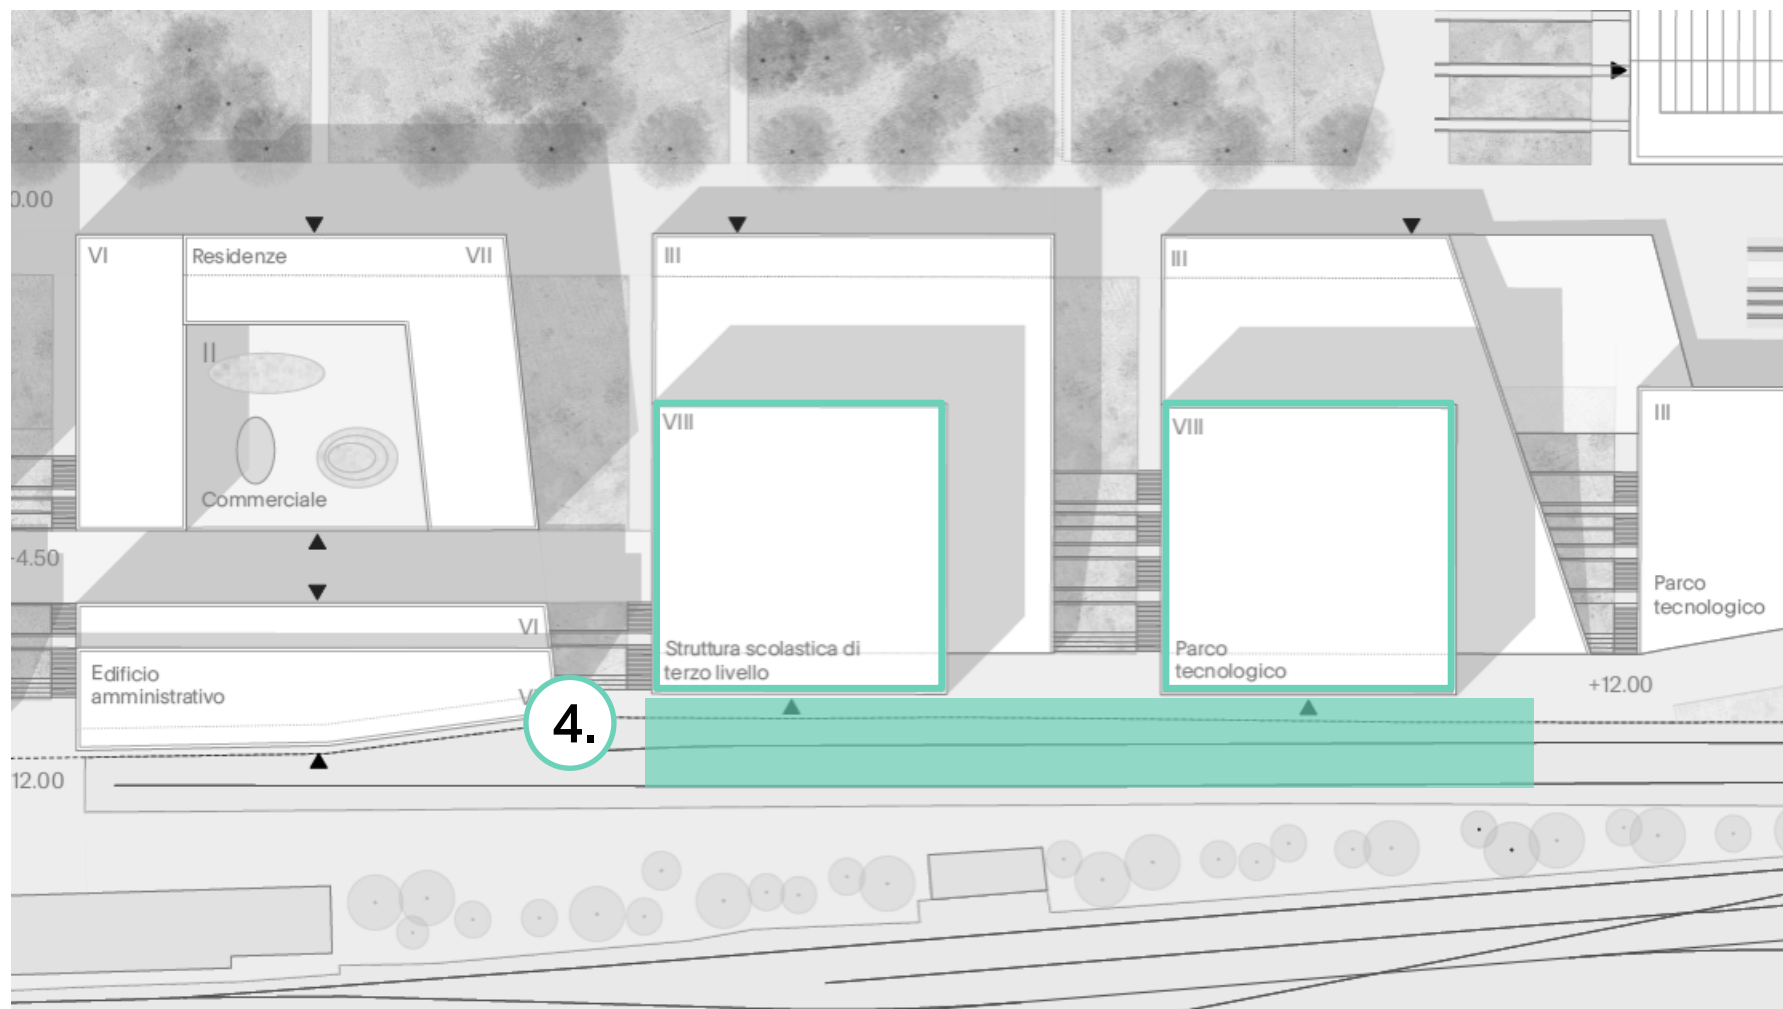 0.00
VI
Residenze
VII
III
III
II
VIII
VIII
III
Commerciale
-4.50
Parco
tecnologico
VI
Struttura scolastica di
terzo livello
Parco
tecnologico
Edificio
amministrativo
+12.00
4.
12.00